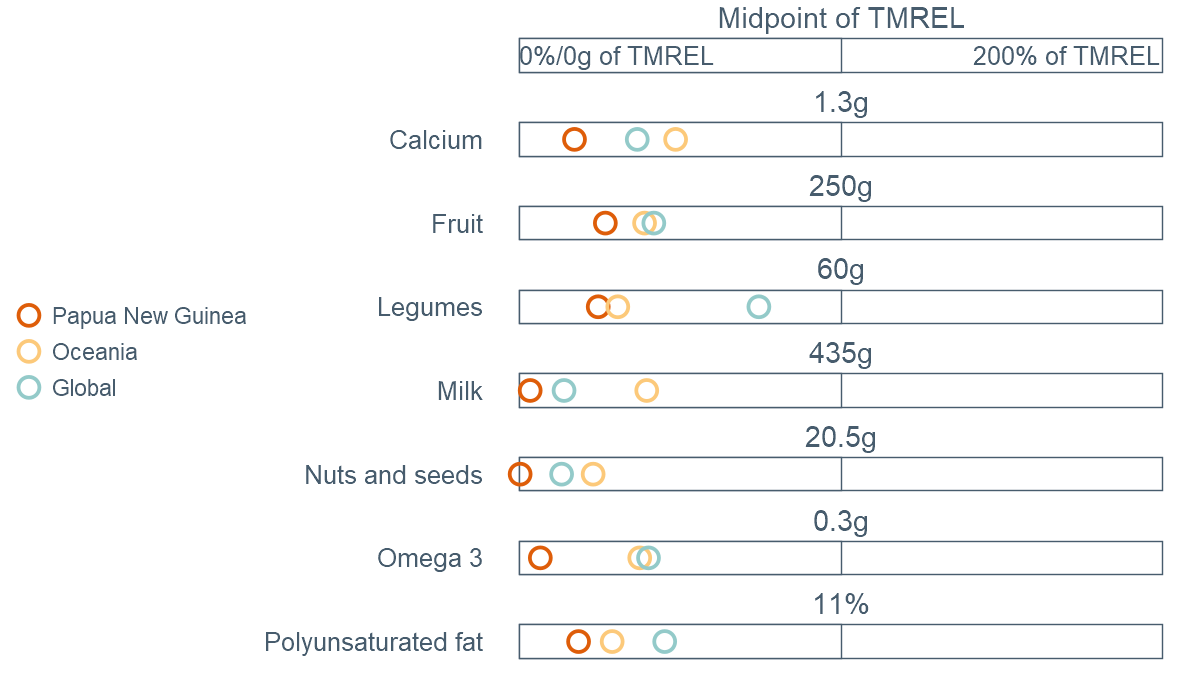 Midpoint of TMREL
0%/0g of TMREL
200% of TMREL
1.3g
Calcium
250g
Fruit
60g
Legumes
435g
Milk
20.5g
Nuts and seeds
0.3g
Omega 3
11%
Polyunsaturated fat
Papua New Guinea
Oceania
Global